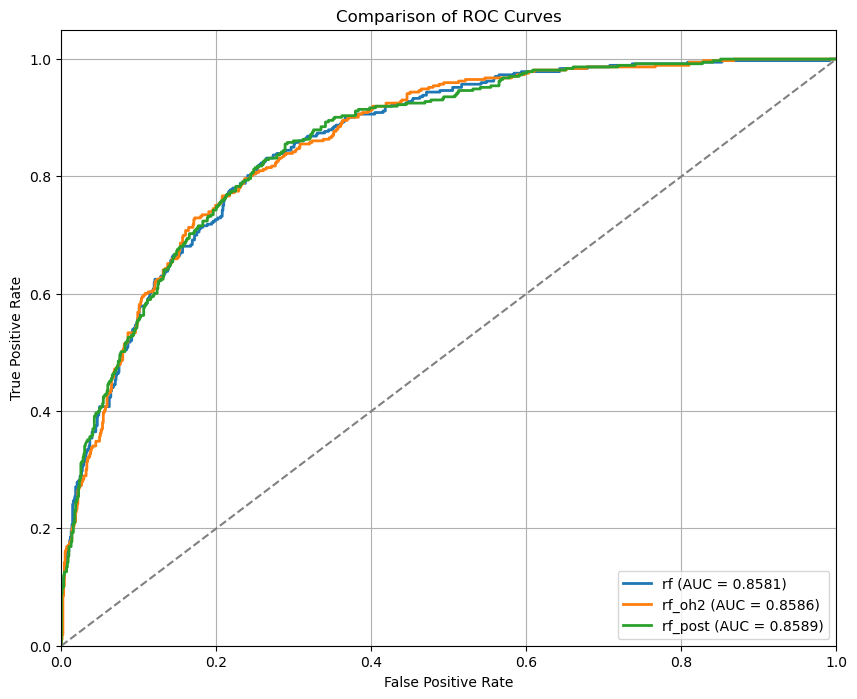 Comparison of ROC Curves
True Positive Rate
1.0
0.8
0.6
0.4
0.2
0.0
rf (AUC = 0.8581)
rf_oh2 (AUC = 0.8586)
rf_post (AUC = 0.8589)
0.0 0.2 0.4 0.6 0.8 1.0
False Positive Rate